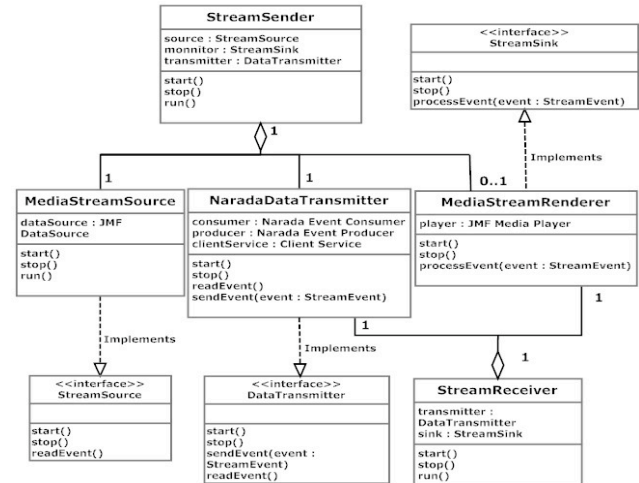 StreamSender
source : StreamSource
monnitor : StreamSink
transmitter : DataTransmitter
start()
stop()
run()
<<interface>>
StreamSink
start()
stop()
processEvent(event : StreamEvent)
1
Implements
1
1
0..1
MediaStreamSource
dataSource : JMF
DataSource
start()
stop()
run()
NaradaDataTransmitter
consumer : Narada Event Consumer
producer : Narada Event Producer
clientService : Client Service
start()
stop()
readEvent()
sendEvent(event : StreamEvent)
MediaStreamRenderer
player : JMF Media Player
start()
stop()
processEvent(event : StreamEvent)
1
1
Implements
Implements
1
<<interface>>
StreamSource
start()
stop()
readEvent()
<<interface>>
DataTransmitter
start()
stop()
sendEvent(event :
StreamEvent)
readEvent()
StreamReceiver
transmitter :
DataTransmitter
sink : StreamSink
start()
stop()
run()